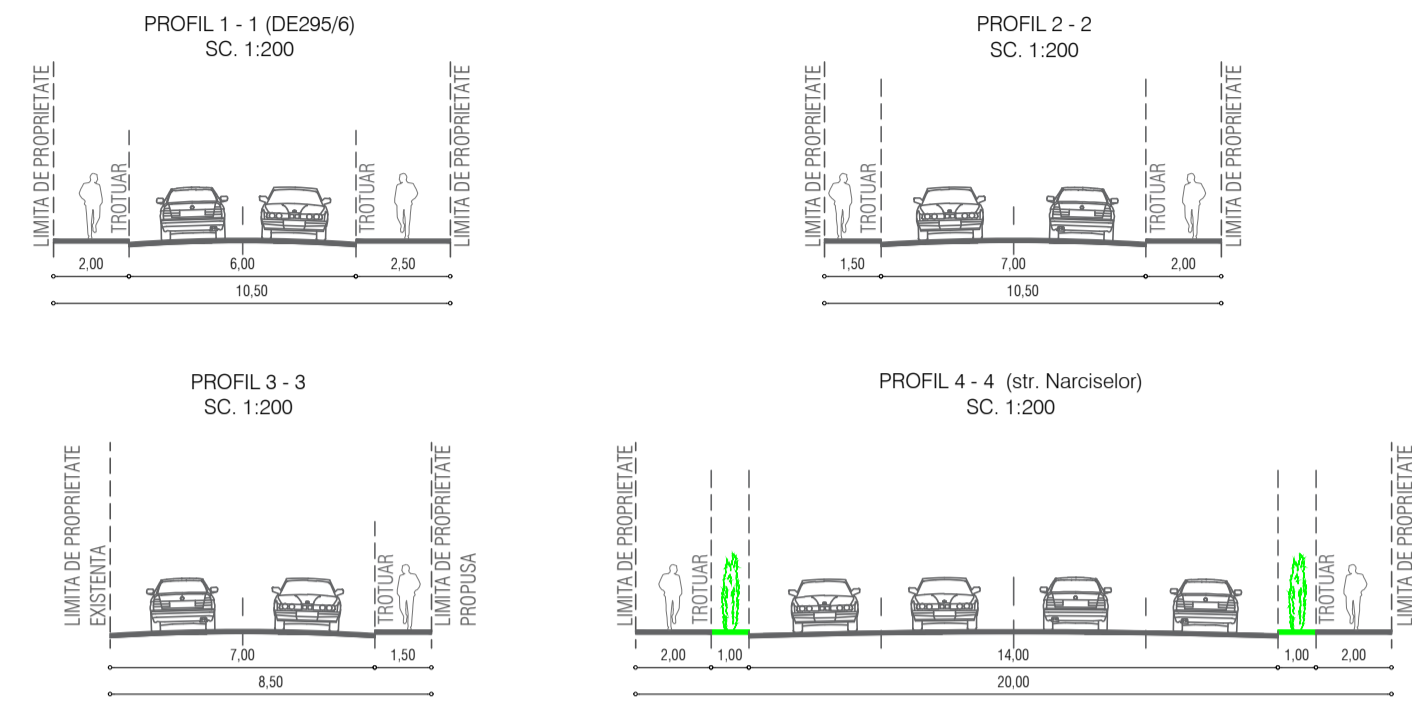 PROFIL 1 - 1 (DE295/6)
SC. 1:200
LIMITA DE PROPRIETATE
TROTUAR
TROTUAR
LIMITA DE PROPRIETATE
2,00
6,00
2,50
10,50
PROFIL 2 - 2
SC. 1:200
LIMITA DE PROPRIETATE
TROTUAR
TROTUAR
LIMITA DE PROPRIETATE
1,50
7,00
2,00
10,50
PROFIL 3 - 3
SC. 1:200
LIMITA DE PROPRIETATE
EXISTENTA
TROTUAR
LIMITA DE PROPRIETATE
PROPUSA
7,00
1,50
8,50
PROFIL 4 - 4 (str. Narciselor)
SC. 1:200
LIMITA DE PROPRIETATE
TROTUAR
TROTUAR
LIMITA DE PROPRIETATE
2,00
1,00
14,00
1,00
2,00
20,00